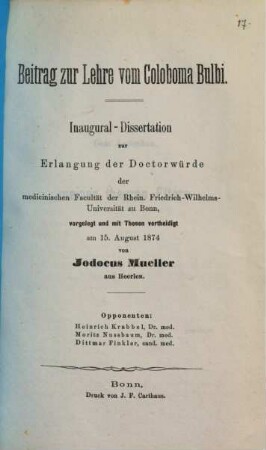 17.
Beitrag zur Lehre vom Coloboma Bulbi.
Inaugural-Dissertation
zur
Erlangung der Doctorwürde
der
medicinischen Facultät der Rhein. Friedrich-Wilhelms-
Universität zu Bonn,
vorgelegt und mit Thesen vertheidigt
am 15. August 1874
von
Jodocus Mueller
aus Heerlen.
Opponenten:
Heinrich Krabbel, Dr. med.
Moritz Nussbaum, Dr. med.
Dittmar Finkler, cand. med.
Bonn,
Druck von J. F. Carthaus.